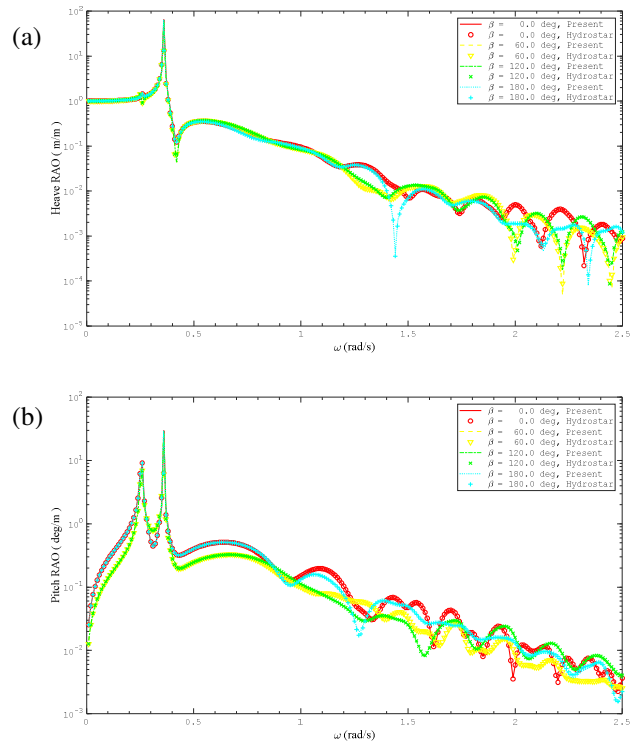 (a)
10^2
10^1
10^0
10^-1
10^-2
10^-3
10^-4
10^-5
Heave RAO ( m/m )
0 0.5 1 1.5 2 2.5
ω (rad/s)
β = 0.0 deg, Present
β = 0.0 deg, Hydrostar
β = 60.0 deg, Present
β = 60.0 deg, Hydrostar
β = 120.0 deg, Present
β = 120.0 deg, Hydrostar
β = 180.0 deg, Present
β = 180.0 deg, Hydrostar
(b)
10^2
10^1
10^0
10^-1
10^-2
10^-3
Pitch RAO ( deg/m )
0 0.5 1 1.5 2 2.5
ω (rad/s)
β = 0.0 deg, Present
β = 0.0 deg, Hydrostar
β = 60.0 deg, Present
β = 60.0 deg, Hydrostar
β = 120.0 deg, Present
β = 120.0 deg, Hydrostar
β = 180.0 deg, Present
β = 180.0 deg, Hydrostar